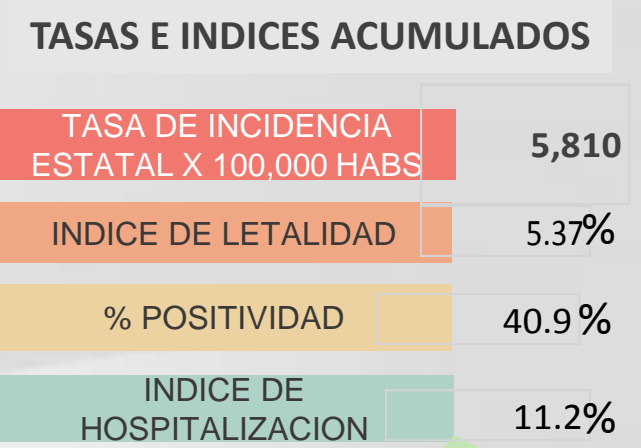 TASAS E INDICES ACUMULADOS
TASA DE INCIDENCIA
ESTATAL X 100,000 HABS
5,810
INDICE DE LETALIDAD
5.37%
% POSITIVIDAD
40.9 %
INDICE DE
HOSPITALIZACION
11.2%